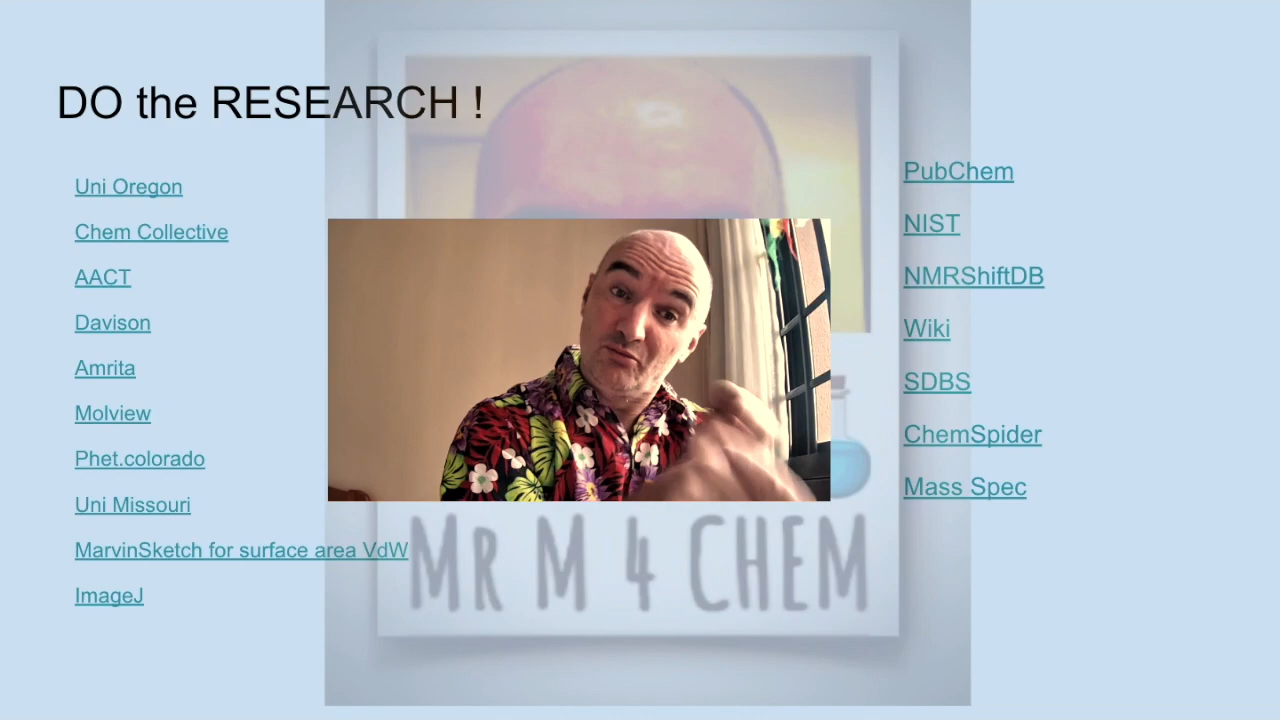 DO the RESEARCH !
Uni Oregon
Chem Collective
AACT
Davison
Amrita
Molview
Phet.colorado
Uni Missouri
MarvinSketch for surface area VdW
ImageJ
PubChem
NIST
NMRShiftDB
Wiki
SDBS
ChemSpider
Mass Spec
MR M 4 CHEM